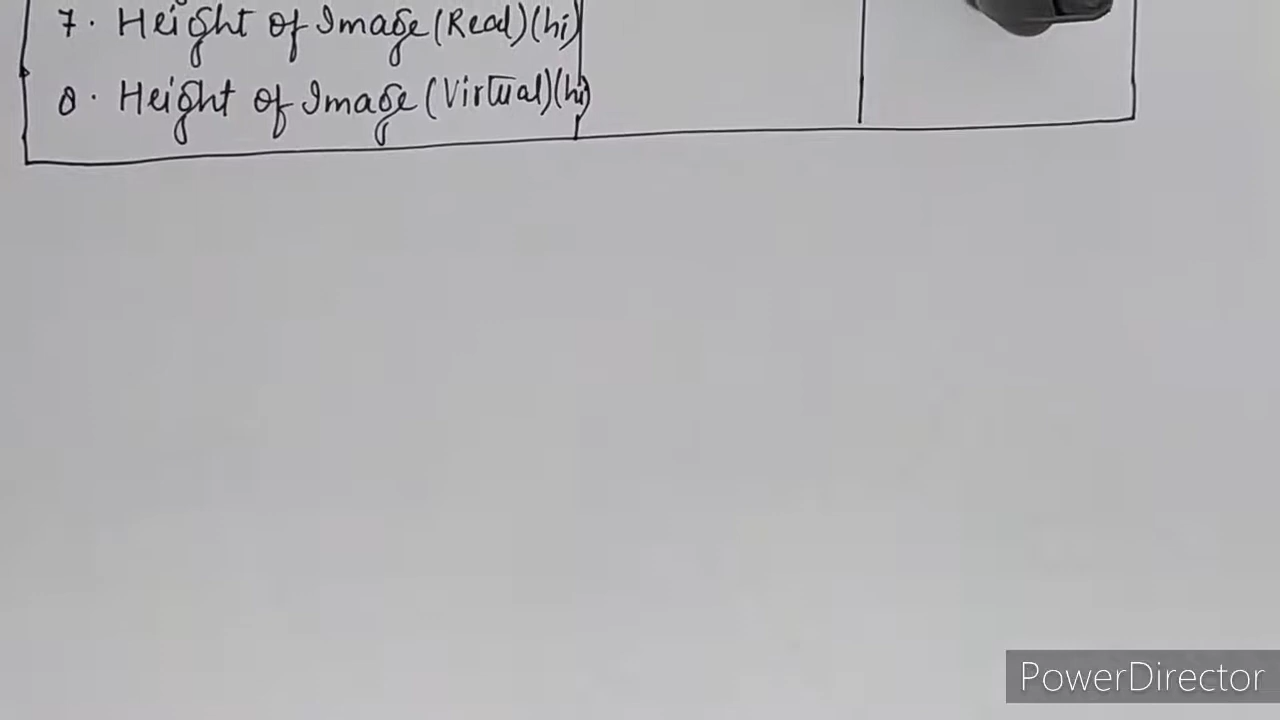 7. Height of Image (Real) (hi)
8. Height of Image (Virtual) (hi)
PowerDirector